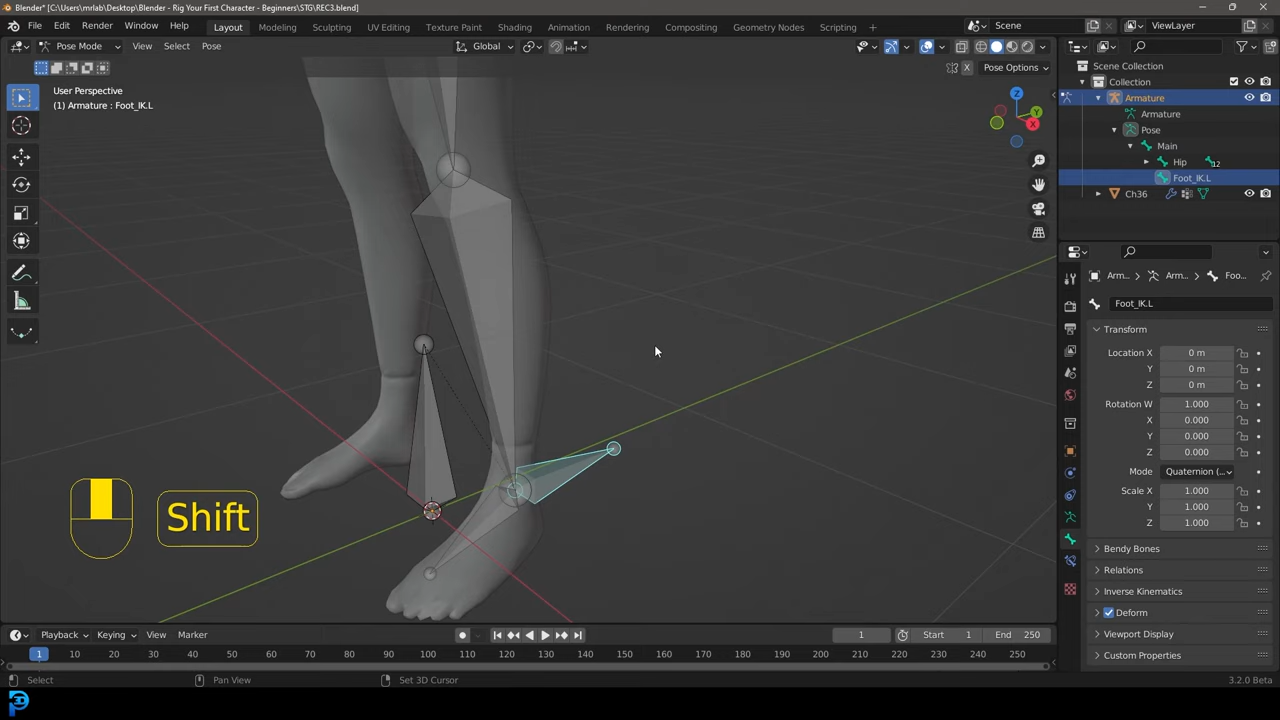 Blender* [C:\Users\mrlab\Desktop\Blender - Rig Your First Character - Beginners\STG\REC3.blend]
File Edit Render Window Help Layout Modeling Sculpting UV Editing Texture Paint Shading Animation Rendering Compositing Geometry Nodes Scripting + Scene ViewLayer
Pose Mode View Select Pose Global
X Pose Options
User Perspective
(1) Armature : Foot_IK.L
Z
Y
X
Shift
Scene Collection
Collection
Armature
Armature
Pose
Main
Hip 12
Foot_IK.L
Ch36
Arm... Arm... Foo...
Foot_IK.L
Transform
Location X 0 m
Y 0 m
Z 0 m
Rotation W 1.000
X 0.000
Y 0.000
Z 0.000
Mode Quaternion (...
Scale X 1.000
Y 1.000
Z 1.000
Bendy Bones
Relations
Inverse Kinematics
Deform
Viewport Display
Custom Properties
Playback Keying View Marker 1 Start 1 End 250
1 10 20 30 40 50 60 70 80 90 100 110 120 130 140 150 160 170 180 190 200 210 220 230 240 250
Select Pan View Set 3D Cursor 3.2.0 Beta